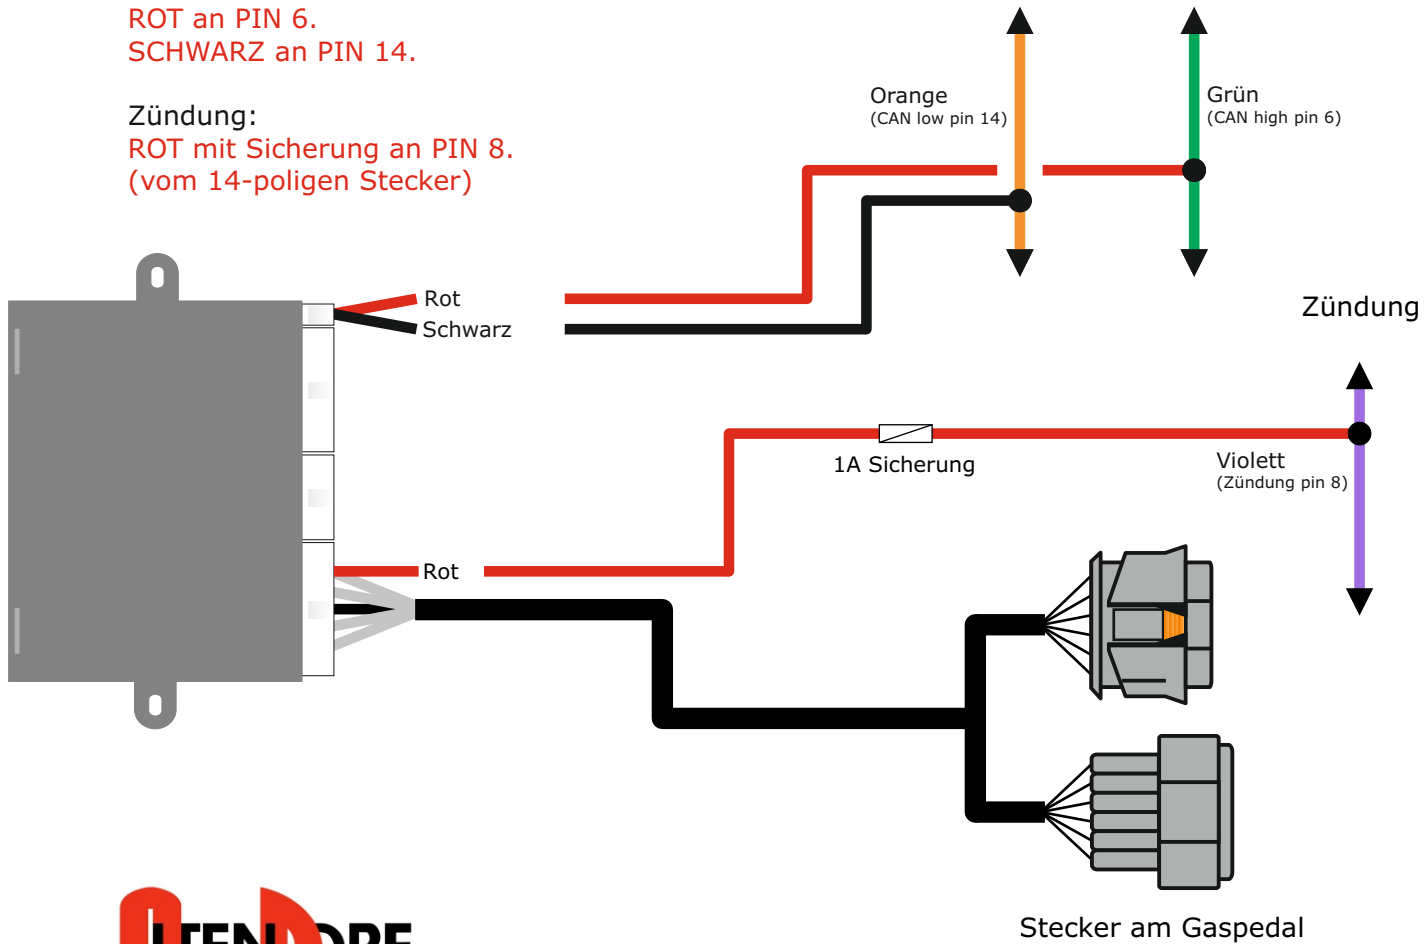 ROT an PIN 6.
SCHWARZ an PIN 14.
Zündung:
ROT mit Sicherung an PIN 8.
(vom 14-poligen Stecker)
Orange
(CAN low pin 14)
Grün
(CAN high pin 6)
Rot
Schwarz
Zündung
1A Sicherung
Violett
(Zündung pin 8)
Rot
Stecker am Gaspedal